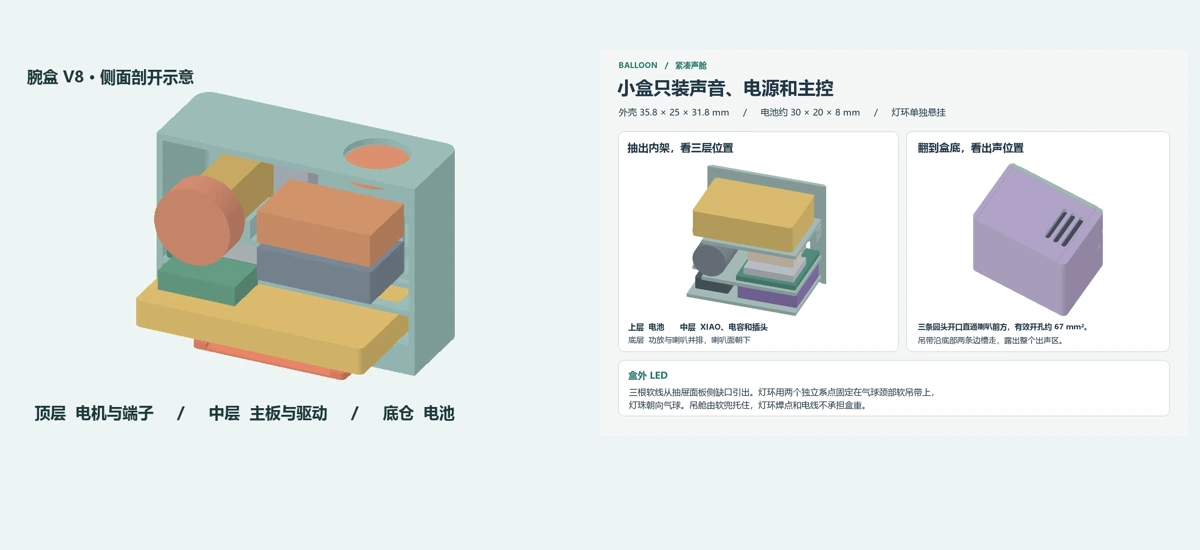 腕盒 V8 · 侧面剖开示意
顶层 电机与端子 / 中层 主板与驱动 / 底仓 电池
BALLOON / 紧凑声舱
小盒只装声音、电源和主控
外壳 35.8 × 25 × 31.8 mm / 电池约 30 × 20 × 8 mm / 灯环单独悬挂
抽出内架，看三层位置
上层 电池 中层 XIAO、电容和插头
底层 功放与喇叭并排，喇叭面朝下
翻到盒底，看出声位置
三条圆头开口直通喇叭前方，有效开孔约 67 mm²。
吊带沿底部两条边槽走，露出整个出声区。
盒外 LED
三根软线从抽屉面板侧缺口引出。灯环用两个独立系点固定在气球颈部软吊带上，
灯珠朝向气球。吊舱由软兜托住，灯环焊点和电线不承担盒重。